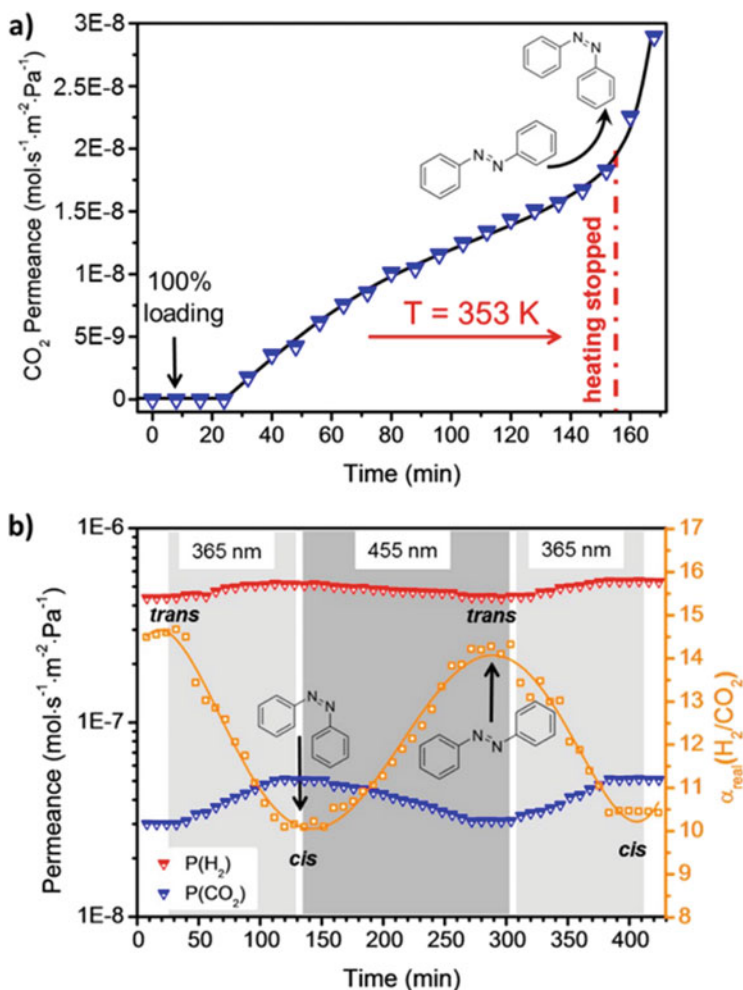 a)
CO₂ Permeance (mol·s⁻¹·m⁻²·Pa⁻¹)
3E-8
2.5E-8
2E-8
1.5E-8
1E-8
5E-9
0
100%
loading
N=N
N=N
T = 353 K
heating stopped
0 20 40 60 80 100 120 140 160
Time (min)
b)
Permeance (mol·s⁻¹·m⁻²·Pa⁻¹)
1E-6
1E-7
1E-8
365 nm
455 nm
365 nm
trans
trans
N=N
N=N
cis
cis
P(H₂)
P(CO₂)
17
16
15
14
13
12
11
10
9
8
α_real(H₂/CO₂)
0 50 100 150 200 250 300 350 400
Time (min)